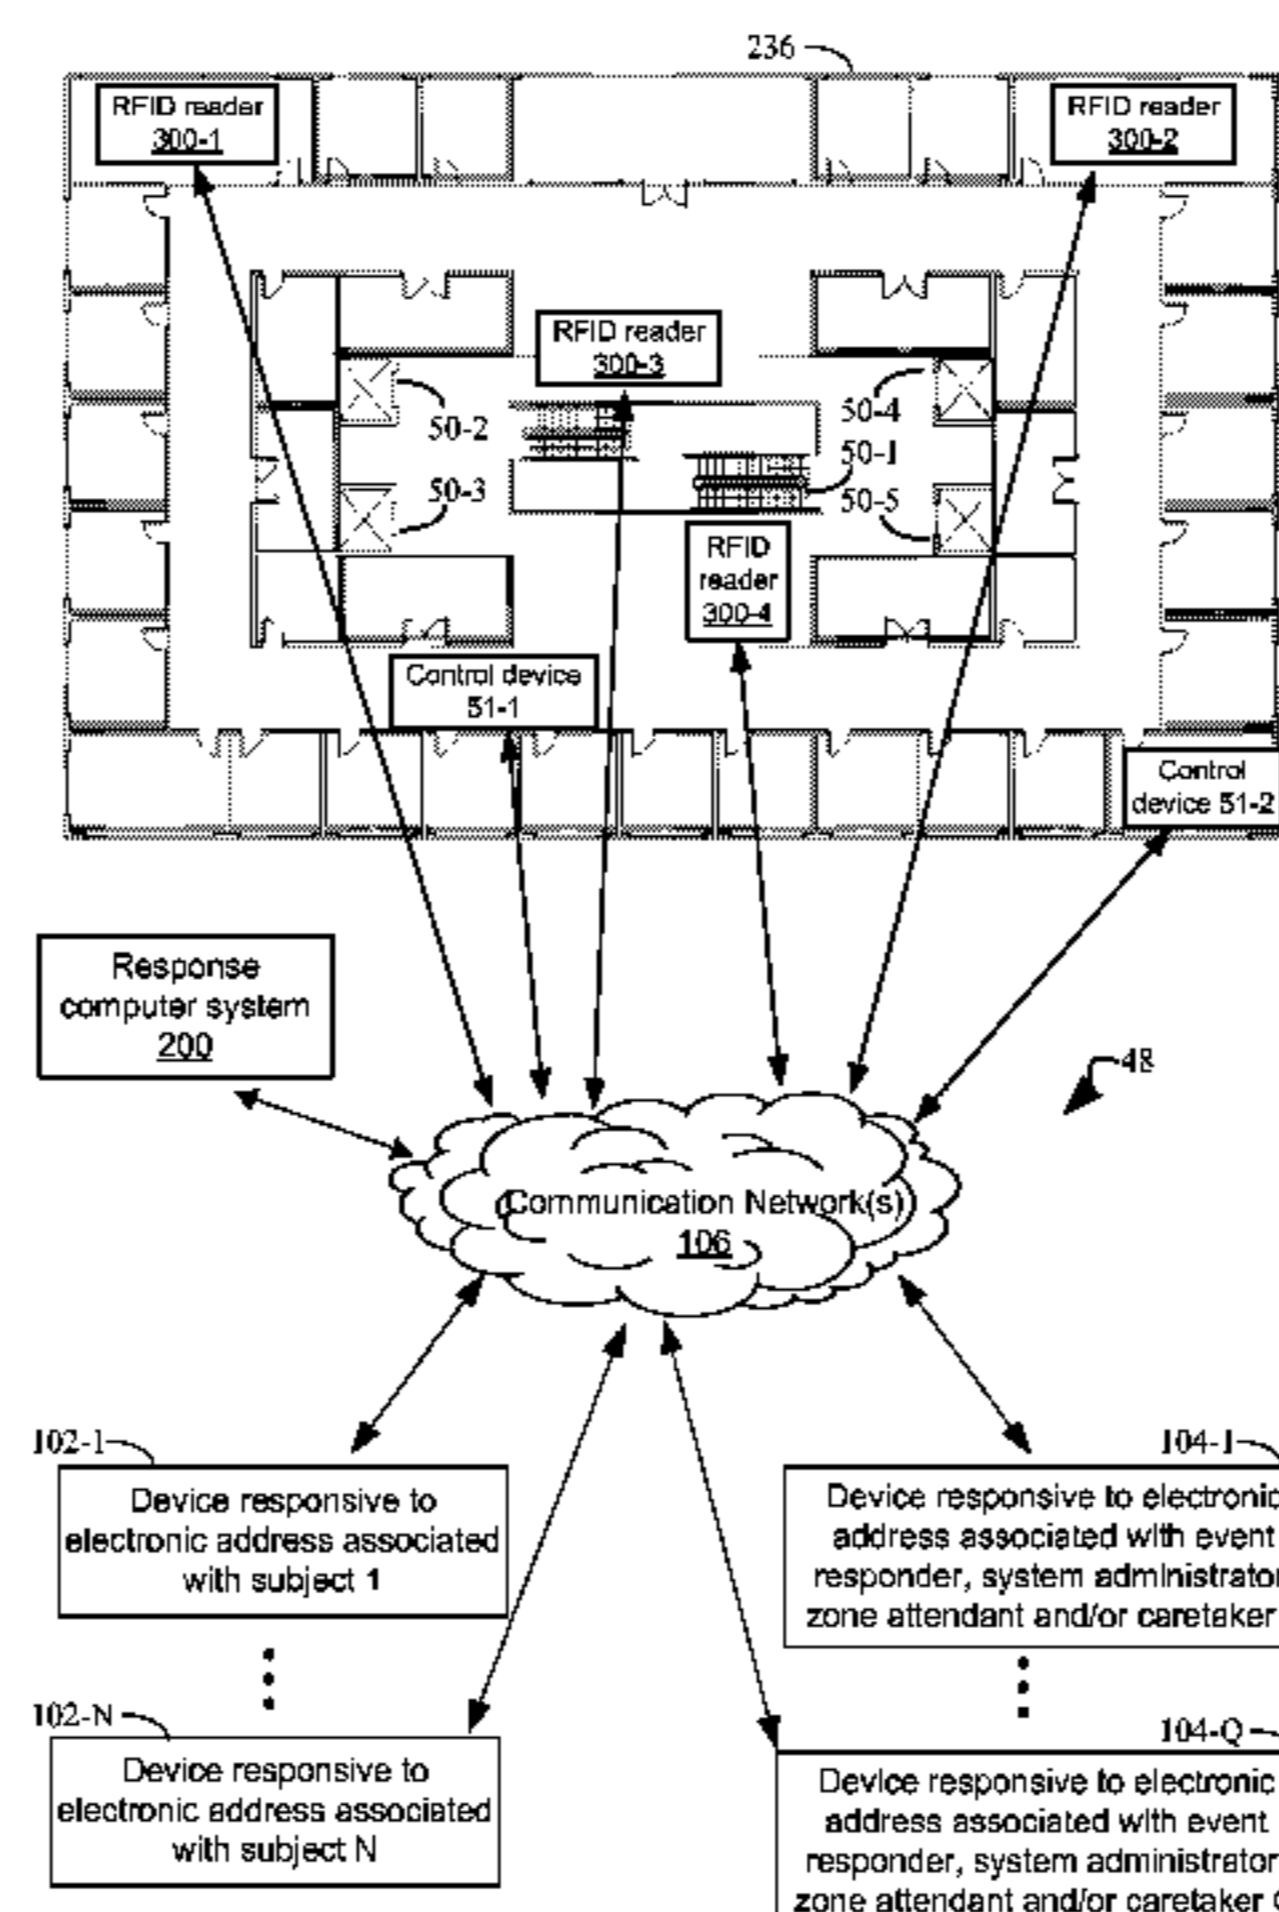 236
RFID reader
300-1
RFID reader
300-2
RFID reader
300-3
50-2
50-4
50-1
50-3
50-5
RFID
reader
300-4
Control device
51-1
Control
device 51-2
Response
computer system
200
48
Communication Network(s)
106
102-1
Device responsive to
electronic address associated
with subject 1
104-1
Device responsive to electronic
address associated with event
responder, system administrator
zone attendant and/or caretaker
102-N
Device responsive to
electronic address associated
with subject N
104-Q
Device responsive to electronic
address associated with event
responder, system administrator
zone attendant and/or caretaker